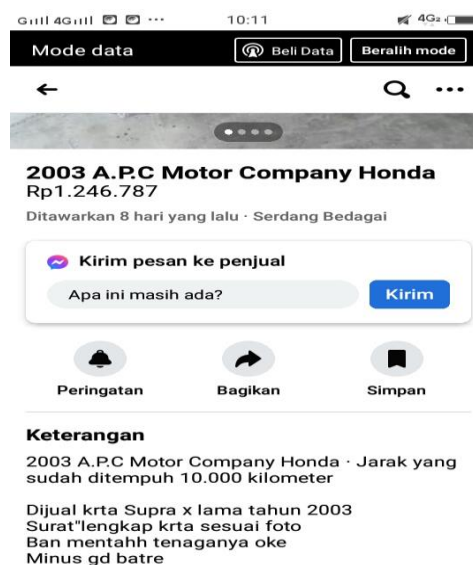 4G 10:11 4G2
Mode data Beli Data Beralih mode
2003 A.P.C Motor Company Honda
Rp1.246.787
Ditawarkan 8 hari yang lalu · Serdang Bedagai
Kirim pesan ke penjual
Apa ini masih ada? Kirim
Peringatan Bagikan Simpan
Keterangan
2003 A.P.C Motor Company Honda · Jarak yang
sudah ditempuh 10.000 kilometer
Dijual krta Supra x lama tahun 2003
Surat"lengkap krta sesuai foto
Ban mentahh tenaganya oke
Minus gd batre